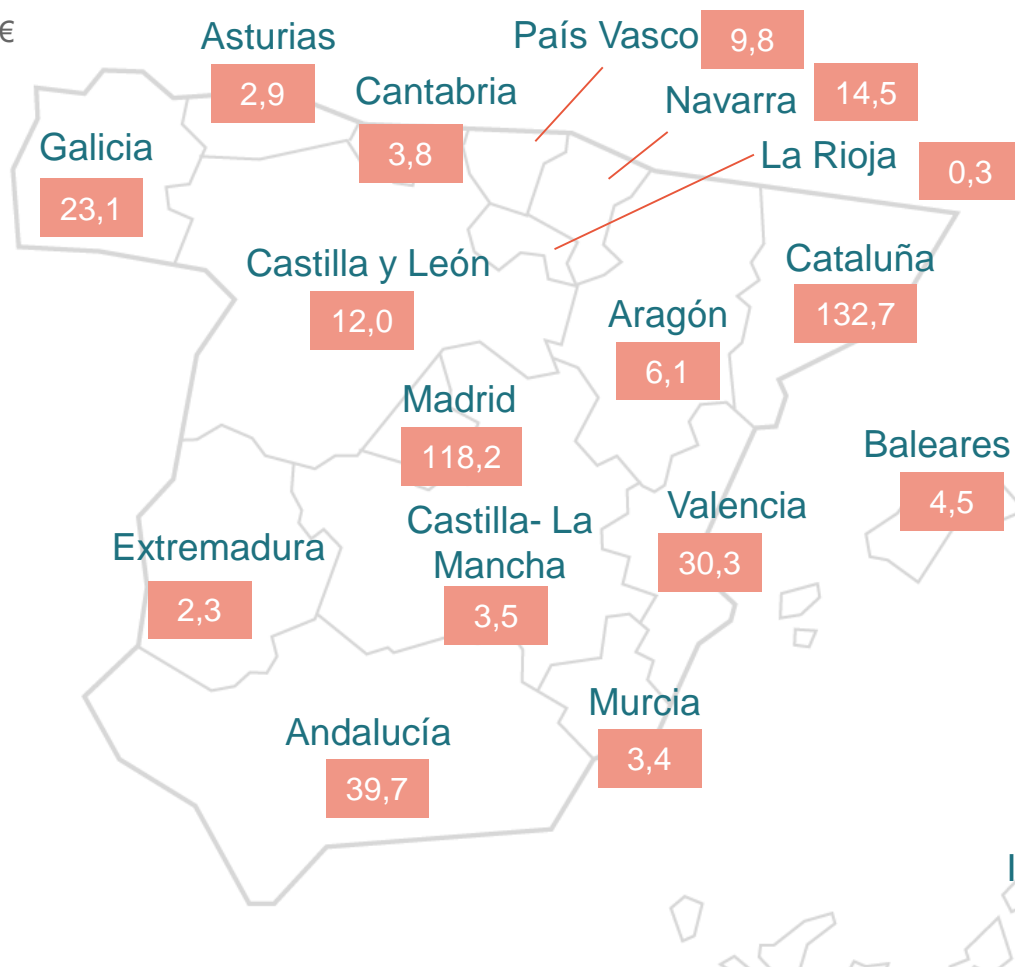 €
Asturias
2,9
País Vasco
9,8
Cantabria
3,8
Navarra
14,5
Galicia
23,1
La Rioja
0,3
Castilla y León
12,0
Cataluña
132,7
Aragón
6,1
Madrid
118,2
Baleares
4,5
Castilla- La
Mancha
3,5
Valencia
30,3
Extremadura
2,3
Murcia
3,4
Andalucía
39,7